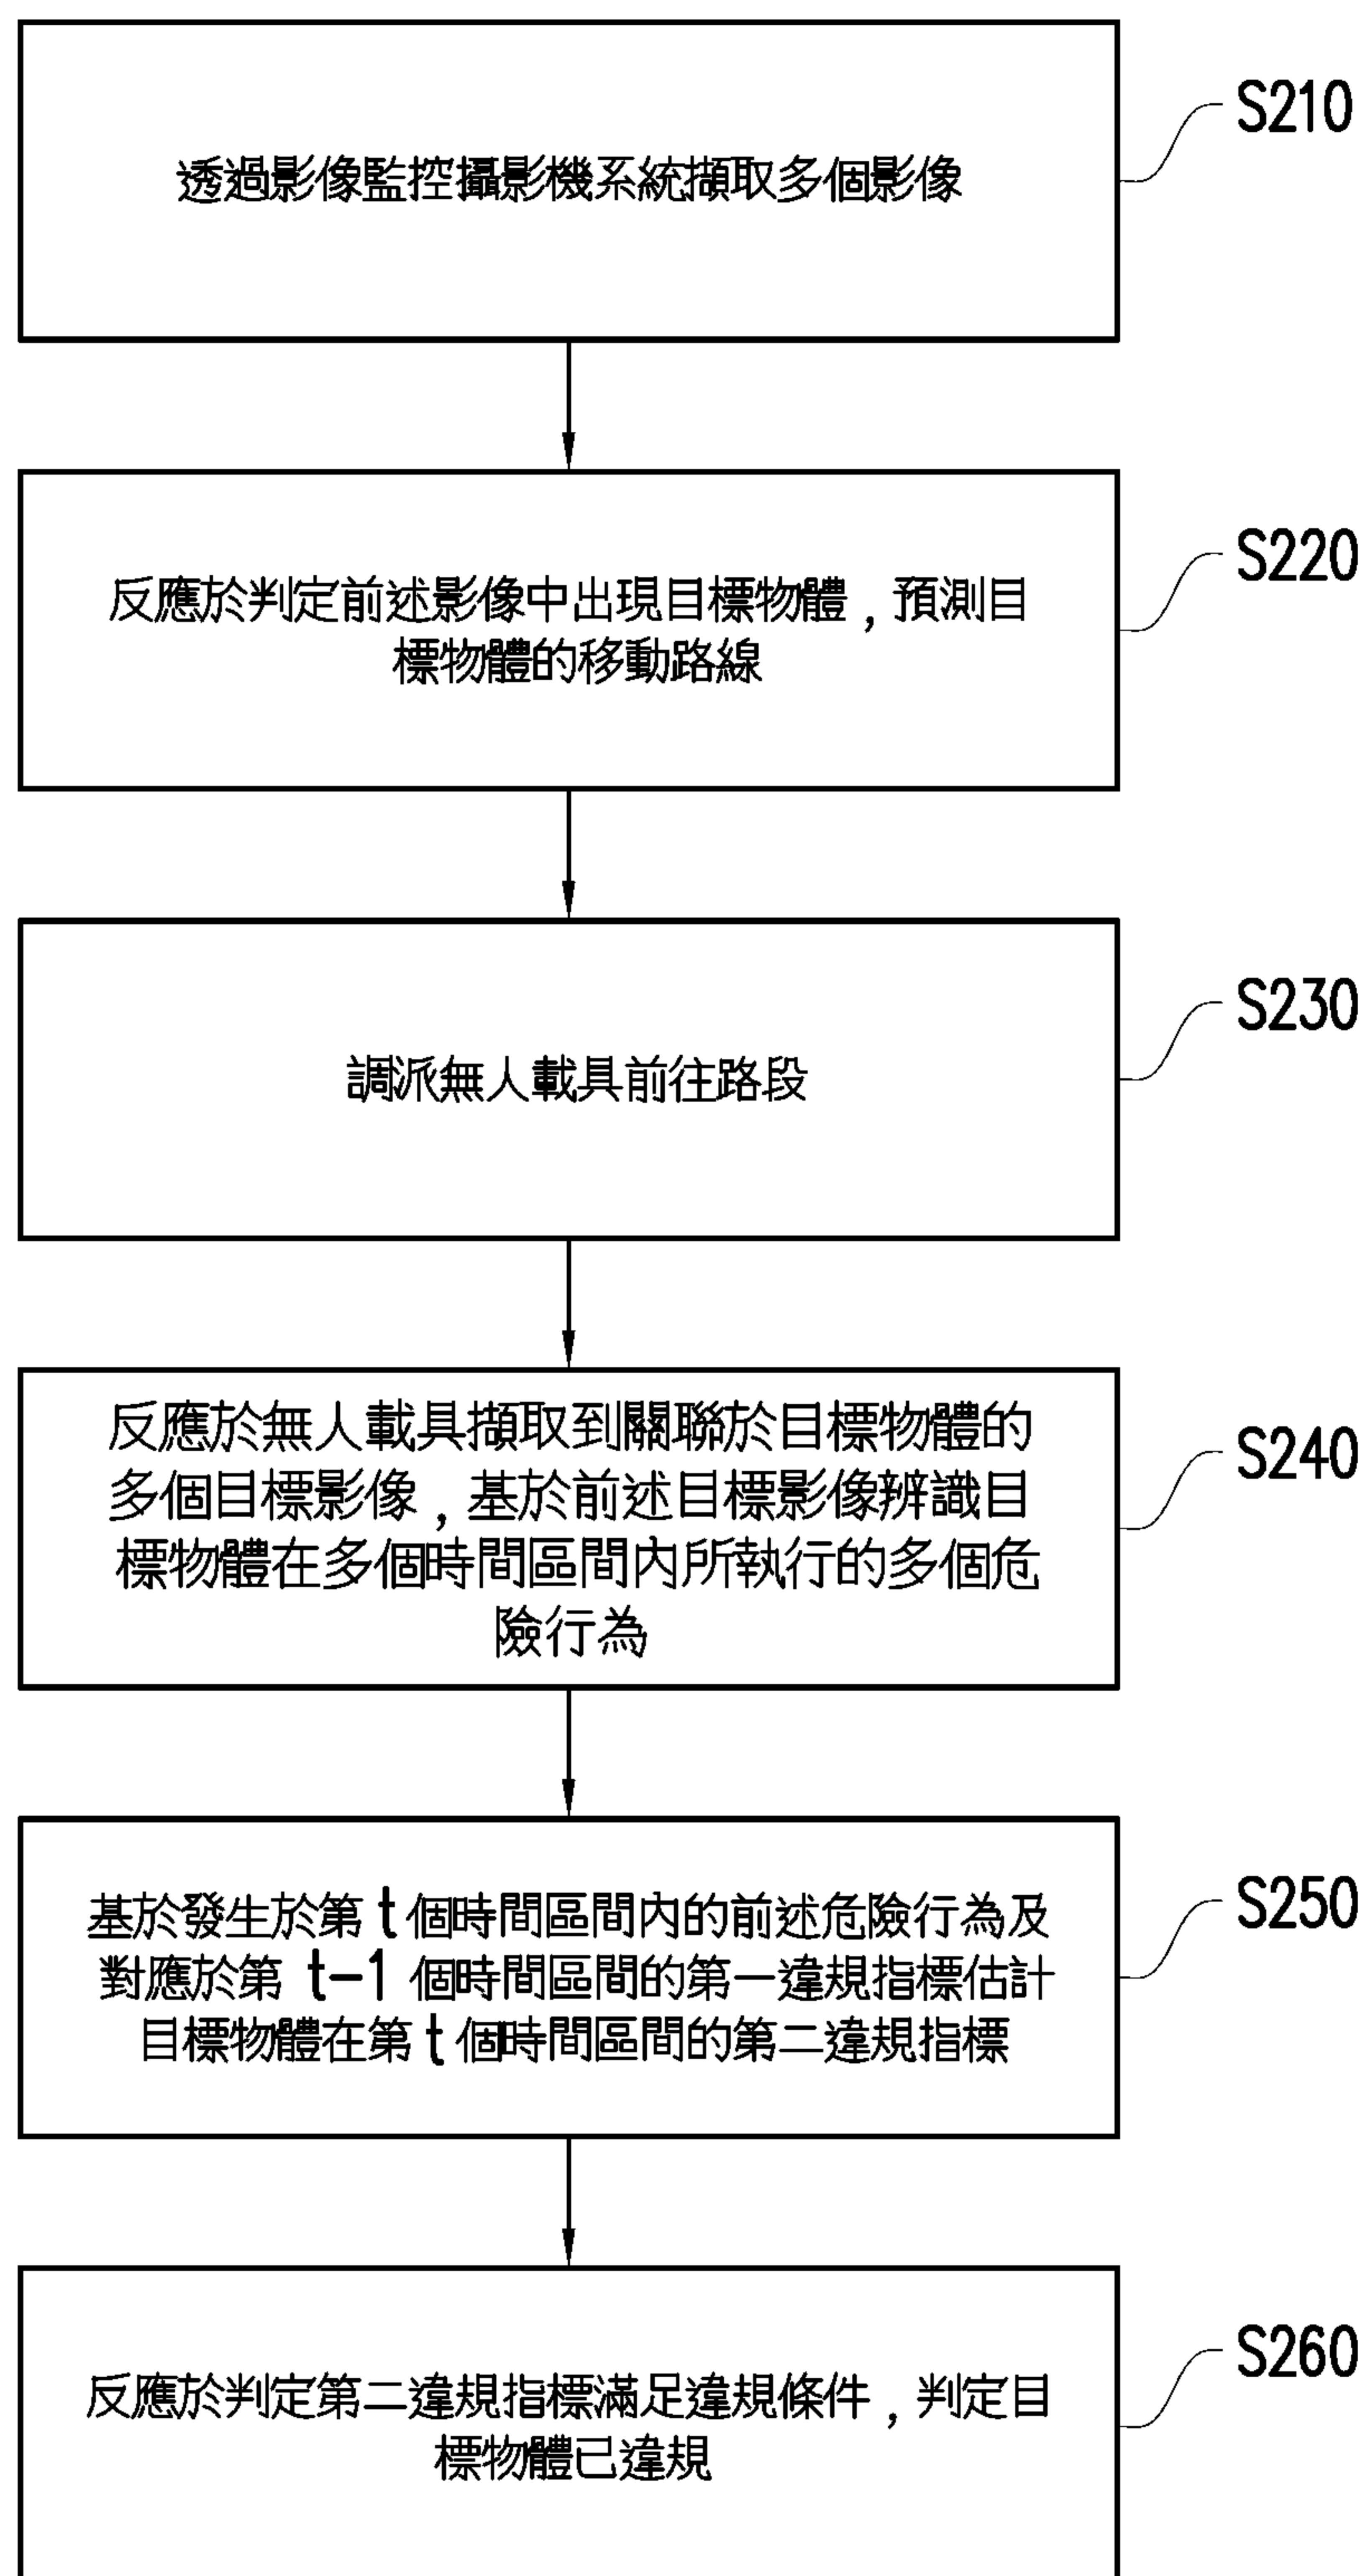 透過影像監控攝影機系統擷取多個影像
S210
反應於判定前述影像中出現目標物體，預測目
標物體的移動路線
S220
調派無人載具前往路段
S230
反應於無人載具擷取到關聯於目標物體的
多個目標影像，基於前述目標影像辨識目
標物體在多個時間區間內所執行的多個危
險行為
S240
基於發生於第 t 個時間區間內的前述危險行為及
對應於第 t-1 個時間區間的第一違規指標估計
目標物體在第 t 個時間區間的第二違規指標
S250
反應於判定第二違規指標滿足違規條件，判定目
標物體已違規
S260